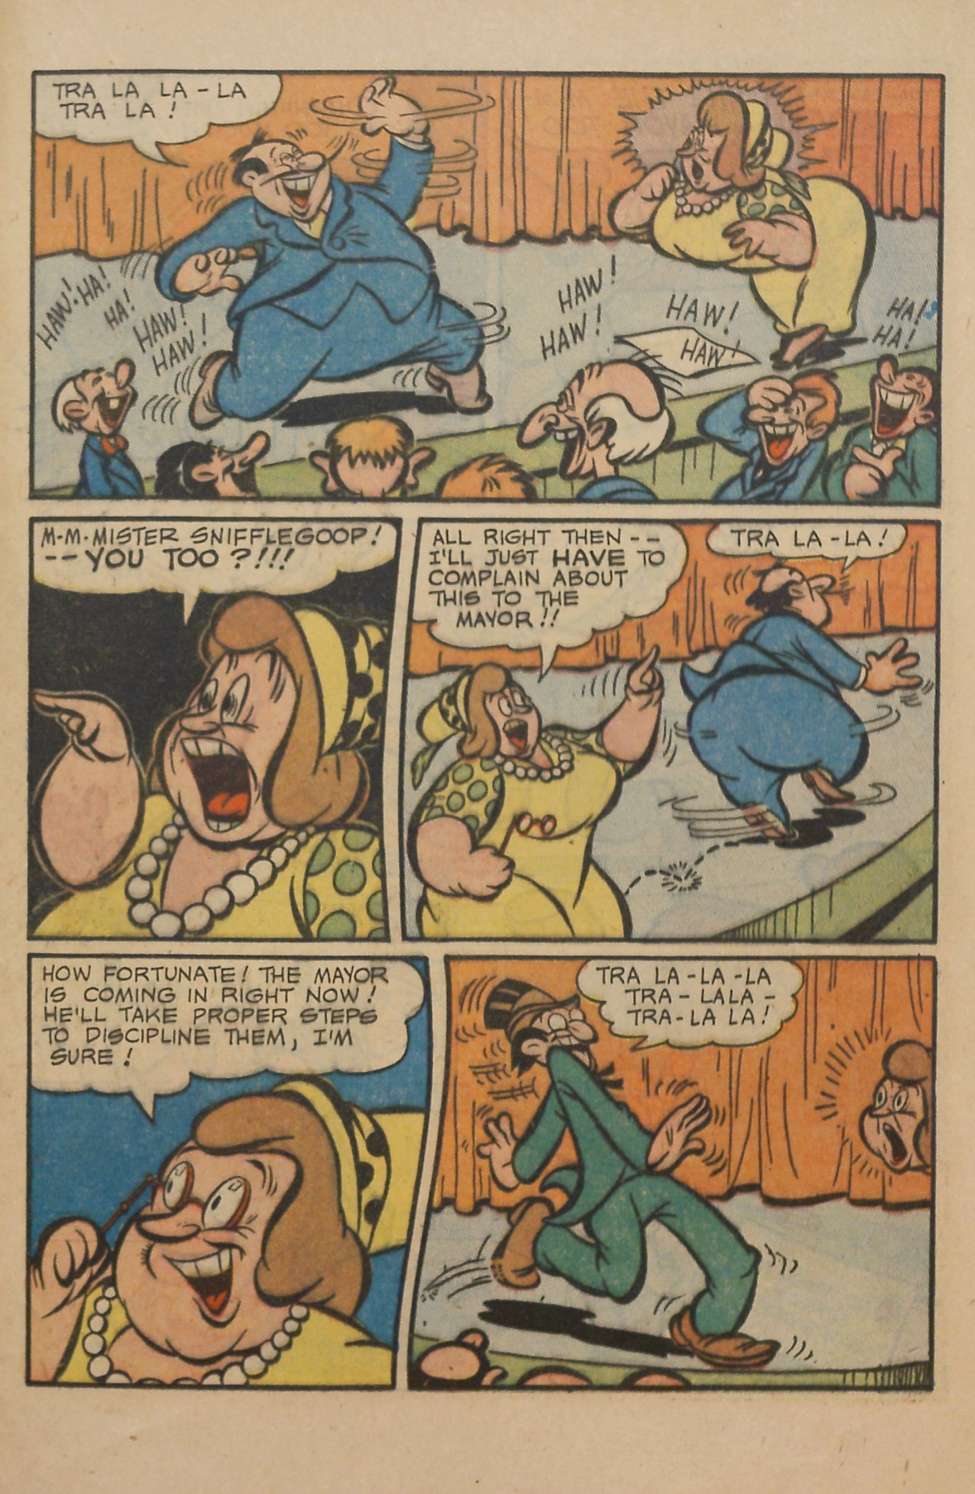 TRA LA LA - LA
TRA LA!
HAW! HA!
HA!
HAW!
HAW!
HAW!
HAW!
HAW!
HAW!
HA!
HA!
M-M-MISTER SNIFFLEGOOP!
-- YOU TOO?!!!
ALL RIGHT THEN --
I'LL JUST HAVE TO
COMPLAIN ABOUT
THIS TO THE
MAYOR!!
TRA LA-LA!
HOW FORTUNATE! THE MAYOR
IS COMING IN RIGHT NOW!
HE'LL TAKE PROPER STEPS
TO DISCIPLINE THEM, I'M
SURE!
TRA LA-LA-LA
TRA-LALA-
TRA-LA LA!